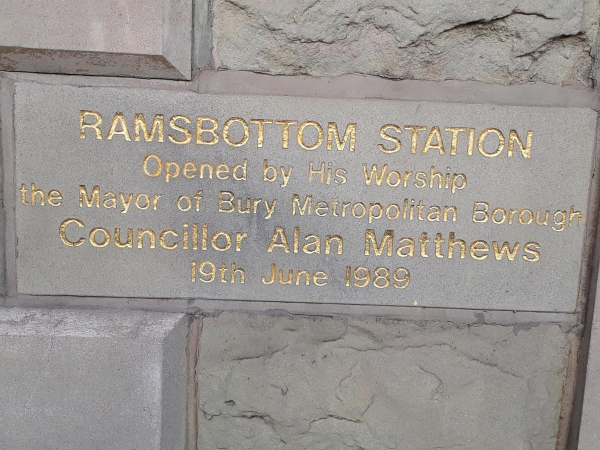 RAMSBOTTOM STATION
Opened by His Worship
the Mayor of Bury Metropolitan Borough
Councillor Alan Matthews
19th June 1989